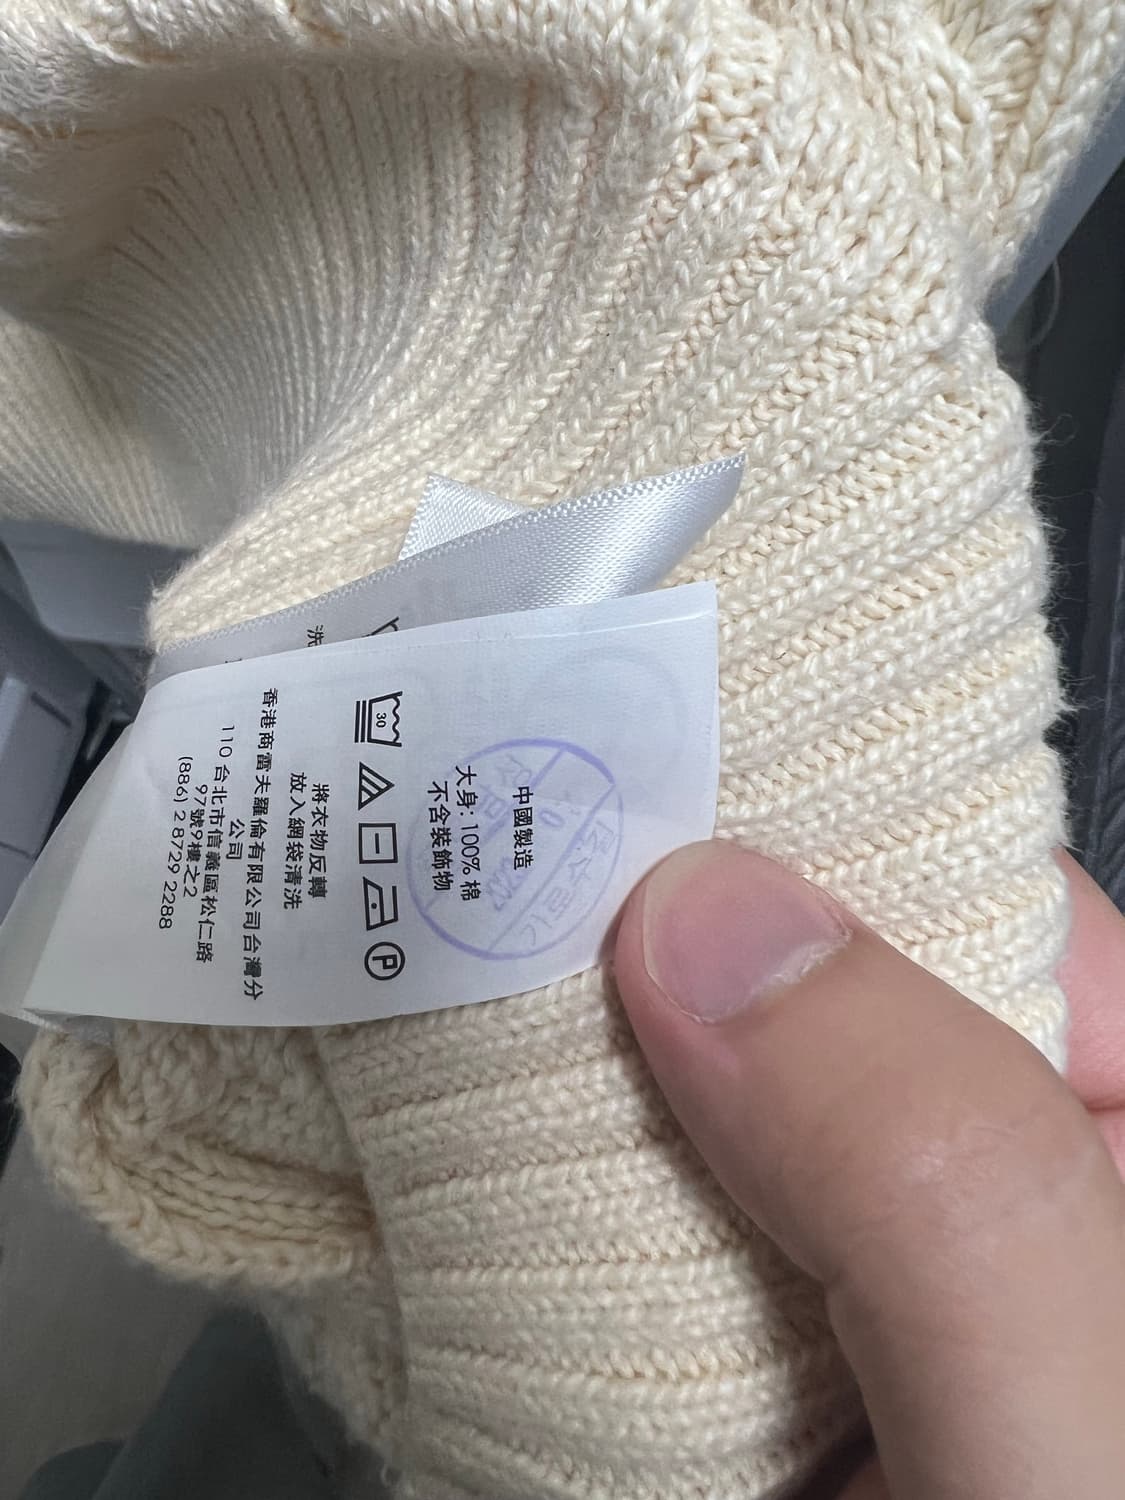 中國製造
大身: 100% 棉
不含裝飾物
30
P
將衣物反轉
放入網袋清洗
香港商雷夫羅倫有限公司台灣分
公司
110 台北市信義區松仁路
97號9樓之2
(886) 2 8729 2288
洗